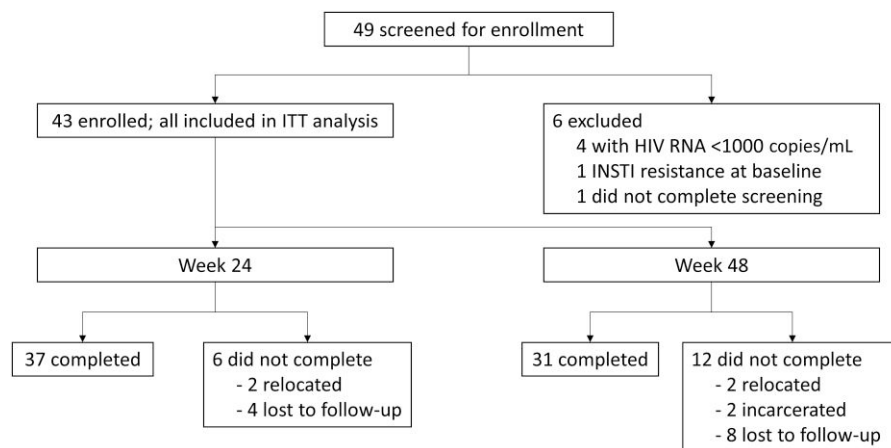 49 screened for enrollment
43 enrolled; all included in ITT analysis
6 excluded
4 with HIV RNA <1000 copies/mL
1 INSTI resistance at baseline
1 did not complete screening
Week 24
Week 48
37 completed
6 did not complete
- 2 relocated
- 4 lost to follow-up
31 completed
12 did not complete
- 2 relocated
- 2 incarcerated
- 8 lost to follow-up